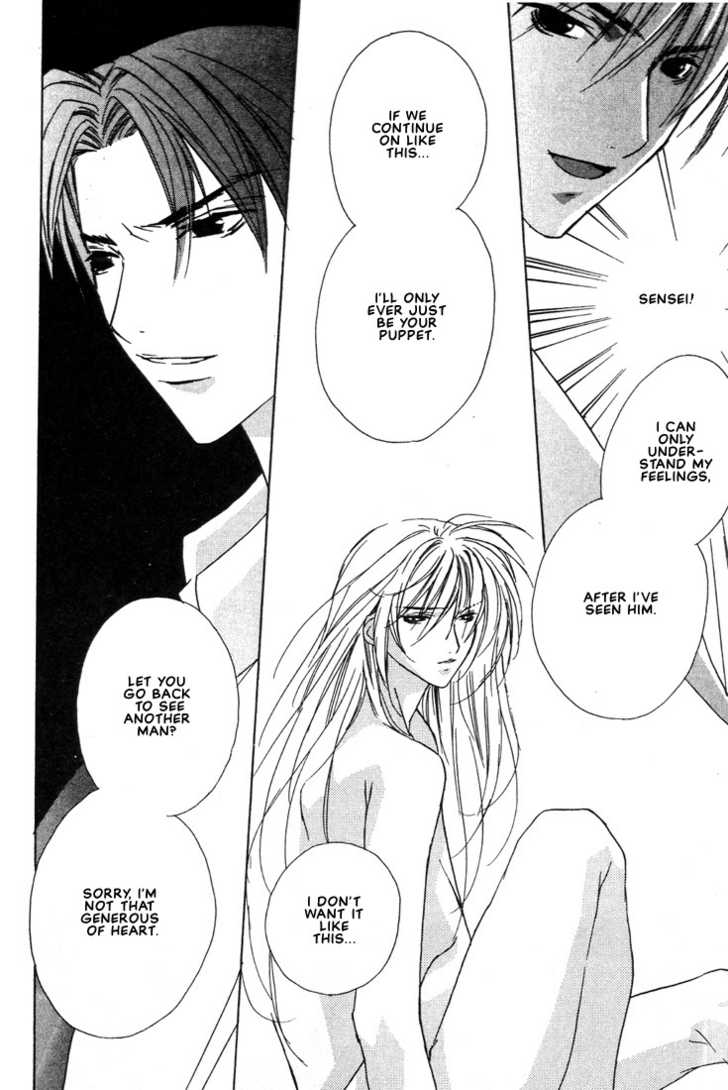 SENSEI!
I CAN
ONLY
UNDER-
STAND MY
FEELINGS,
AFTER I'VE
SEEN HIM.
IF WE
CONTINUE
ON LIKE
THIS...
I'LL ONLY
EVER JUST
BE YOUR
PUPPET.
I DON'T
WANT IT
LIKE
THIS...
LET YOU
GO BACK
TO SEE
ANOTHER
MAN?
SORRY, I'M
NOT THAT
GENEROUS
OF HEART.